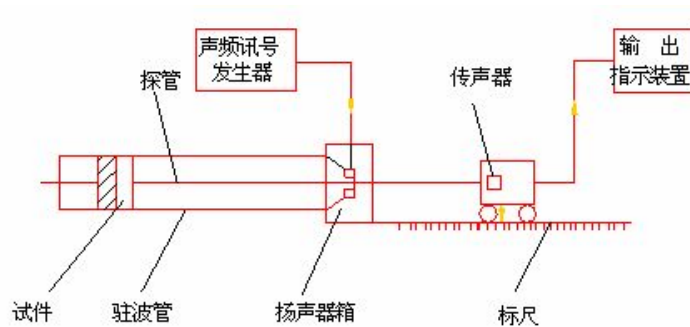 声频讯号
发生器
输 出
指示装置
探管
传声器
试件
驻波管
扬声器箱
标尺